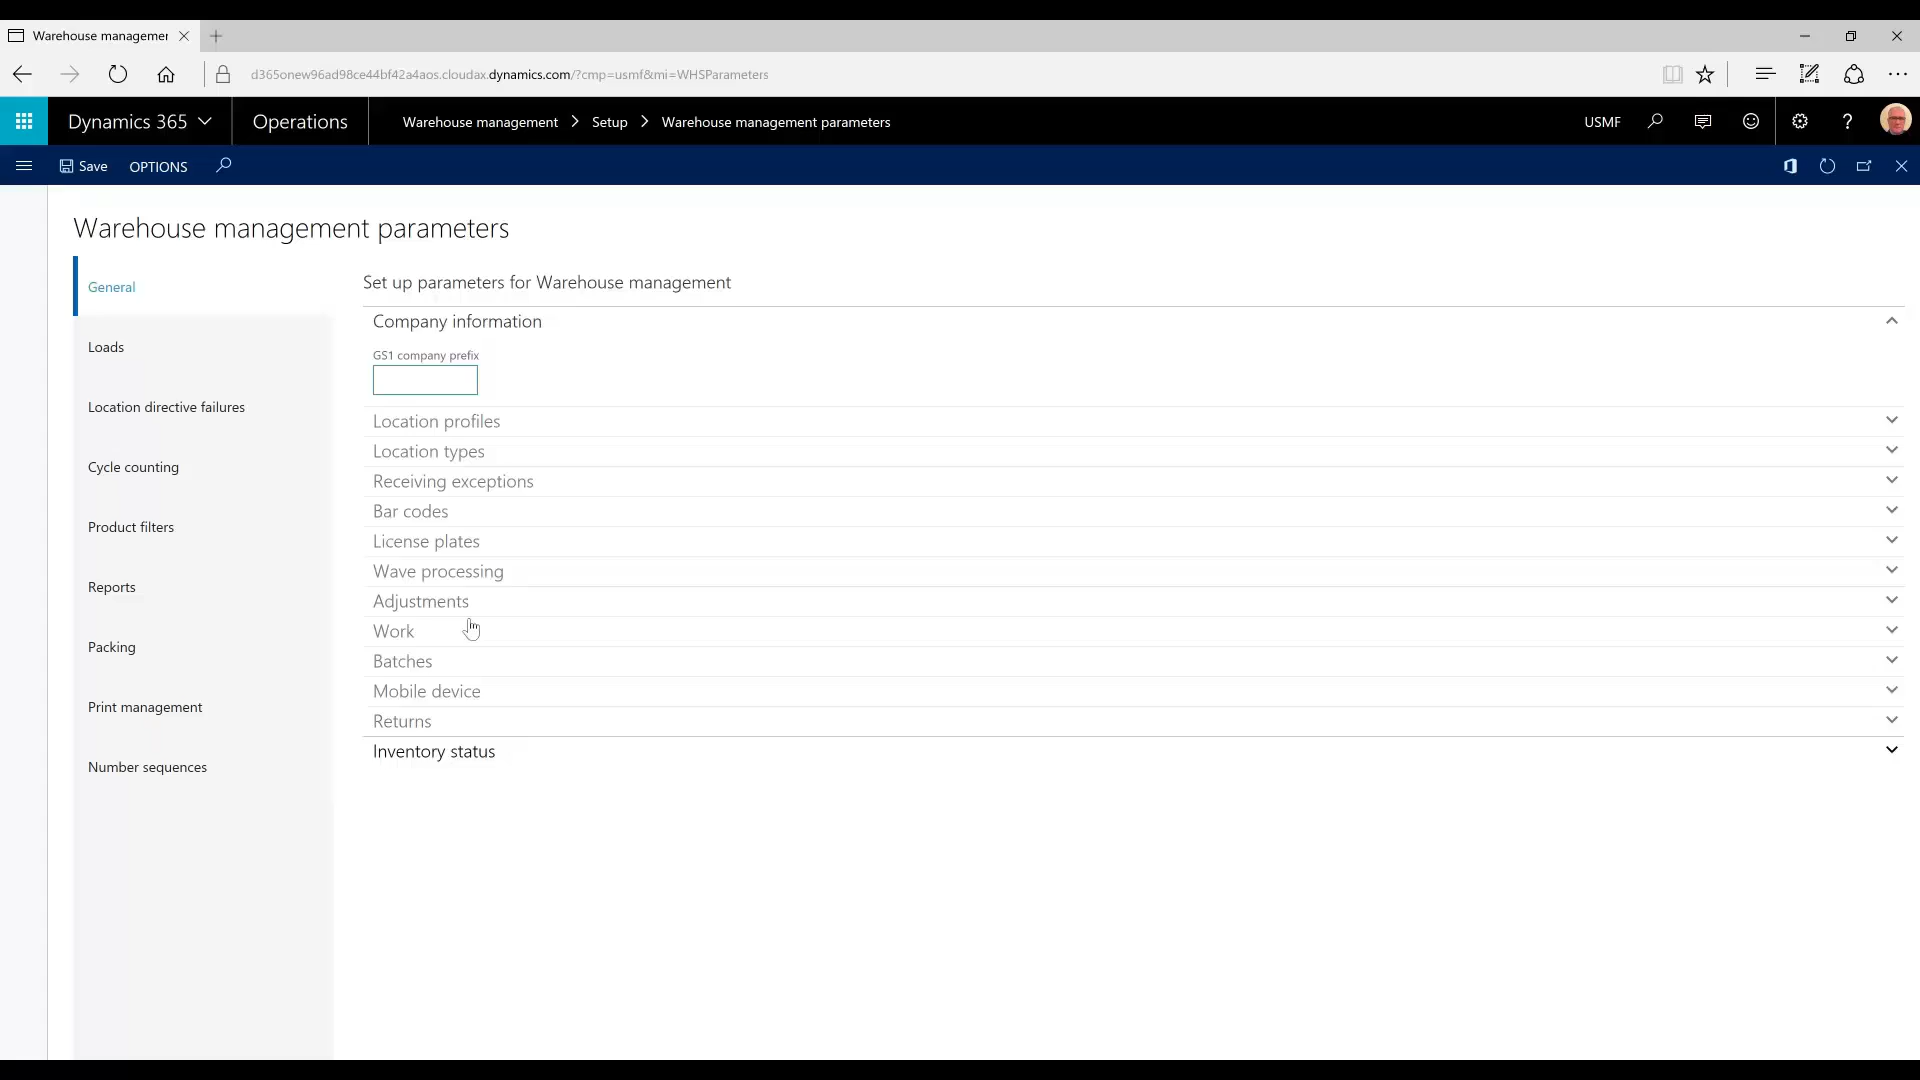 Warehouse managemer
d365onew96ad98ce44bf42a4aos.cloudax.dynamics.com/?cmp=usmf&mi=WHSParameters
Dynamics 365 Operations Warehouse management > Setup > Warehouse management parameters USMF ?
Save OPTIONS
Warehouse management parameters
General
Loads
Location directive failures
Cycle counting
Product filters
Reports
Packing
Print management
Number sequences
Set up parameters for Warehouse management
Company information
GS1 company prefix
Location profiles
Location types
Receiving exceptions
Bar codes
License plates
Wave processing
Adjustments
Work
Batches
Mobile device
Returns
Inventory status